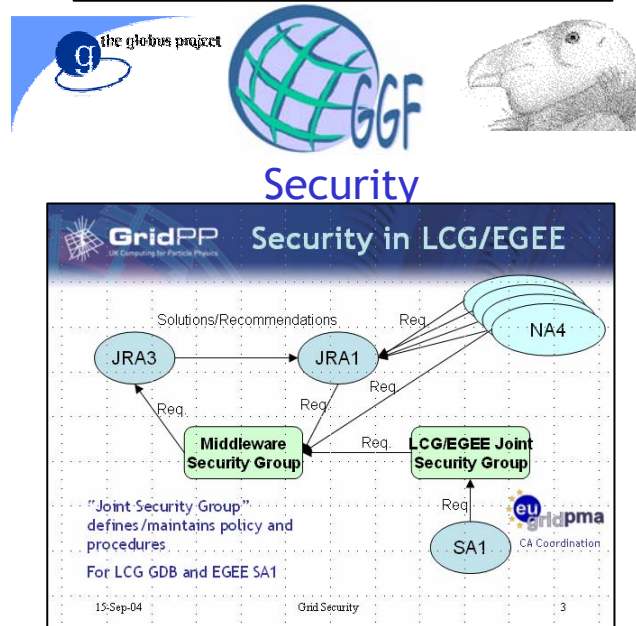 the globus project
g
GGF
Security
GridPP
UK Computing for Particle Physics
Security in LCG/EGEE
Solutions/Recommendations
Req.
NA4
JRA3
JRA1
Req
Req.
Req.
Middleware
Security Group
Req.
LCG/EGEE Joint
Security Group
"Joint Security Group"
defines/maintains policy and
procedures
Req
eugridpma
CA Coordination
SA1
For LCG GDB and EGEE SA1
15-Sep-04
Grid Security
3